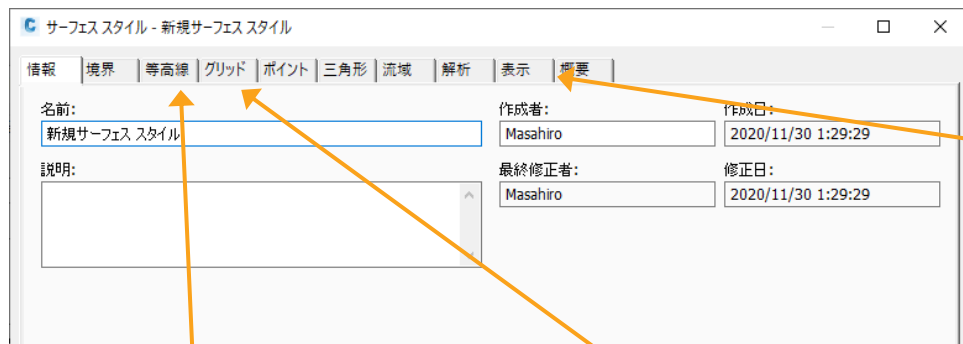 サーフェス スタイル - 新規サーフェス スタイル
情報 境界 等高線 グリッド ポイント 三角形 流域 解析 表示 概要
名前:
新規サーフェス スタイル
作成者:
Masahiro
作成日:
2020/11/30 1:29:29
説明:
最終修正者:
Masahiro
修正日:
2020/11/30 1:29:29